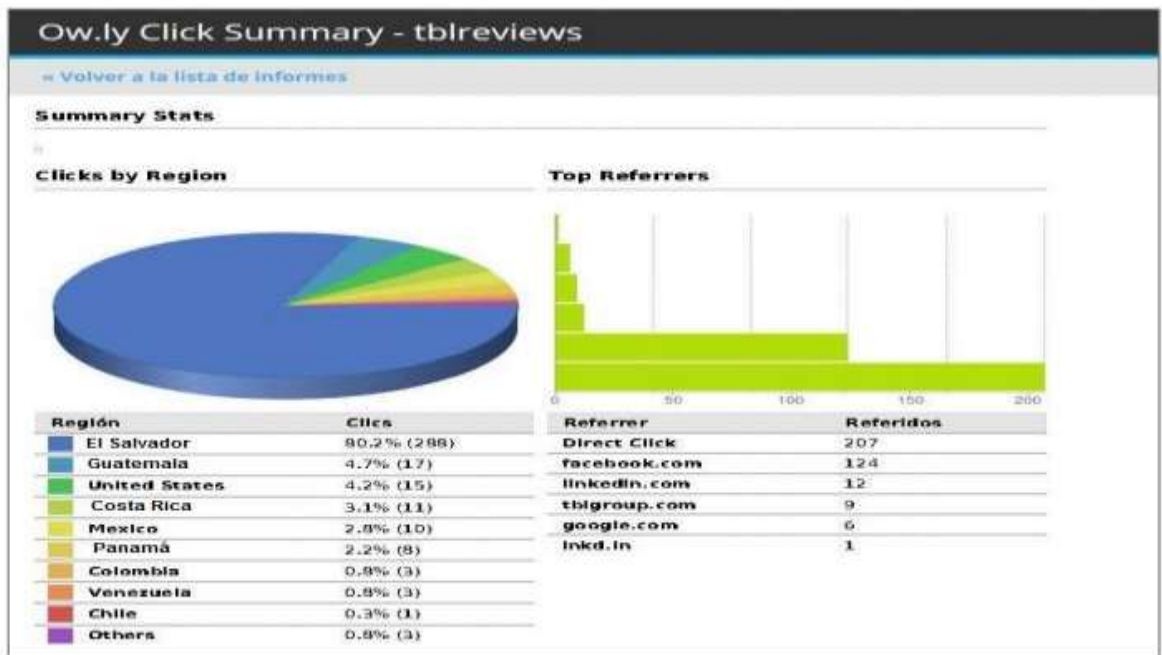 Ow.ly Click Summary - tblreviews
« Volver a la lista de informes
Summary Stats
Clicks by Region
Top Referrers
0 50 100 150 200
Región Clics
El Salvador 80.2% (288)
Guatemala 4.7% (17)
United States 4.2% (15)
Costa Rica 3.1% (11)
Mexico 2.8% (10)
Panamá 2.2% (8)
Colombia 0.8% (3)
Venezuela 0.8% (3)
Chile 0.3% (1)
Others 0.8% (3)
Referrer Referidos
Direct Click 207
facebook.com 124
linkedin.com 12
tblgroup.com 9
google.com 6
lnkd.in 1